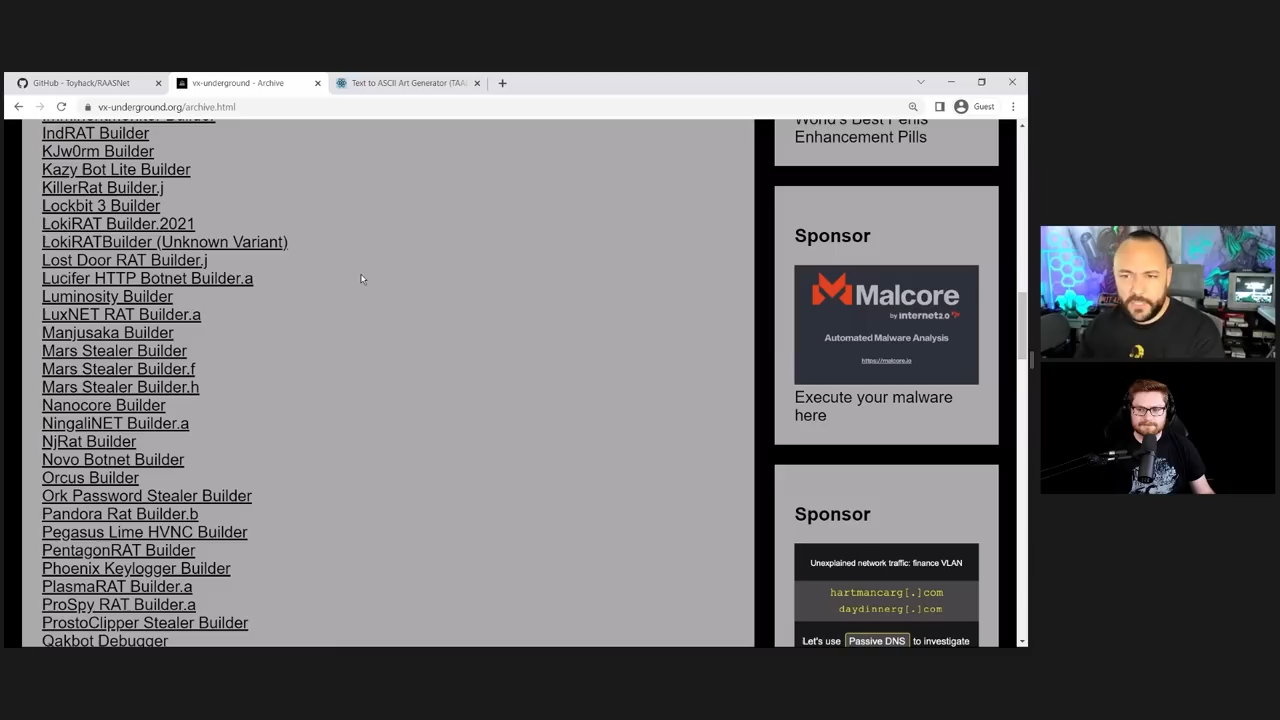 GitHub - Toyhack/RAASNet
vx-underground - Archive
Text to ASCII Art Generator (TAA
vx-underground.org/archive.html
Guest
IndRAT Builder
KJw0rm Builder
Kazy Bot Lite Builder
KillerRat Builder.j
Lockbit 3 Builder
LokiRAT Builder.2021
LokiRATBuilder (Unknown Variant)
Lost Door RAT Builder.j
Lucifer HTTP Botnet Builder.a
Luminosity Builder
LuxNET RAT Builder.a
Manjusaka Builder
Mars Stealer Builder
Mars Stealer Builder.f
Mars Stealer Builder.h
Nanocore Builder
NingaliNET Builder.a
NjRat Builder
Novo Botnet Builder
Orcus Builder
Ork Password Stealer Builder
Pandora Rat Builder.b
Pegasus Lime HVNC Builder
PentagonRAT Builder
Phoenix Keylogger Builder
PlasmaRAT Builder.a
ProSpy RAT Builder.a
ProstoClipper Stealer Builder
Qakbot Debugger
World's Best Penis
Enhancement Pills
Sponsor
Malcore
by internet2.0
Automated Malware Analysis
https://malcore.io
Execute your malware
here
Sponsor
Unexplained network traffic: finance VLAN
hartmancarg[.]com
daydinnerg[.]com
Let's use Passive DNS to investigate